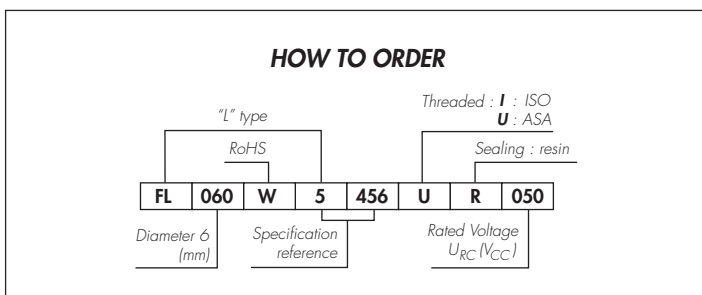 HOW TO ORDER
Threaded : I : ISO
U : ASA
"L" type
RoHS
Sealing : resin
FL 060 W 5 456 U R 050
Diameter 6
(mm)
Specification
reference
Rated Voltage
URC (VCC)